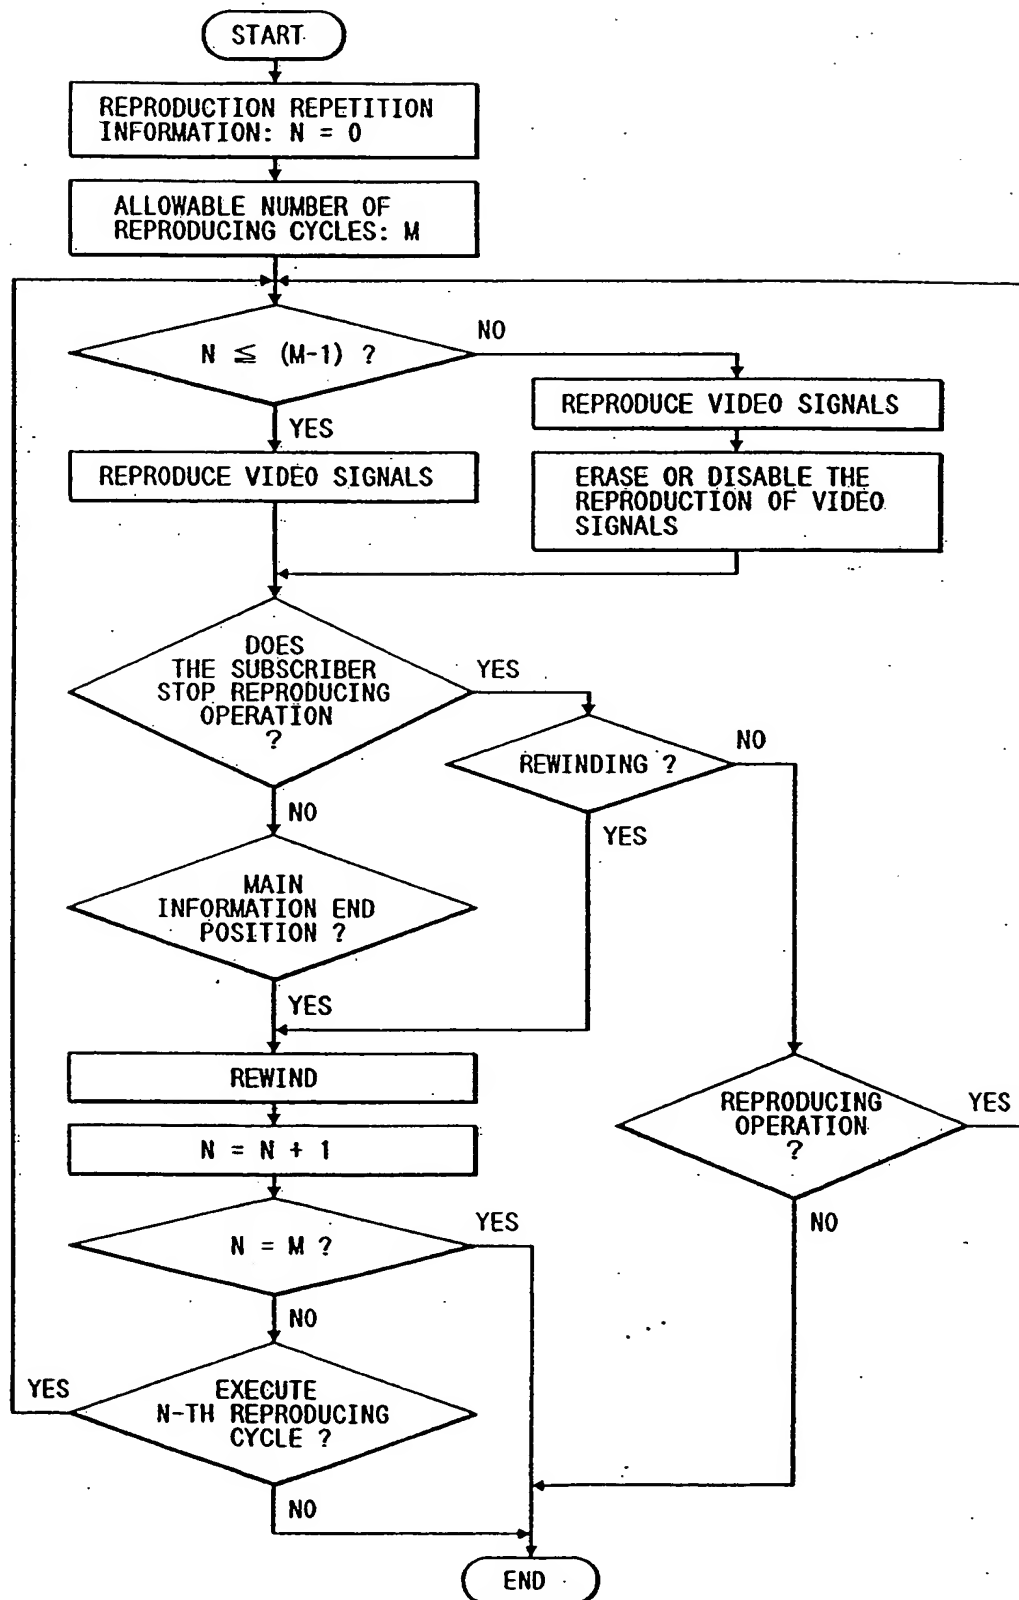 START
REPRODUCTION REPETITION
INFORMATION: N = 0
ALLOWABLE NUMBER OF
REPRODUCING CYCLES: M
N ≦ (M-1) ?
NO
YES
REPRODUCE VIDEO SIGNALS
REPRODUCE VIDEO SIGNALS
ERASE OR DISABLE THE
REPRODUCTION OF VIDEO
SIGNALS
DOES
THE SUBSCRIBER
STOP REPRODUCING
OPERATION
?
YES
NO
REWINDING ?
NO
YES
MAIN
INFORMATION END
POSITION ?
YES
REWIND
N = N + 1
REPRODUCING
OPERATION
?
YES
NO
N = M ?
YES
NO
EXECUTE
N-TH REPRODUCING
CYCLE ?
YES
NO
END